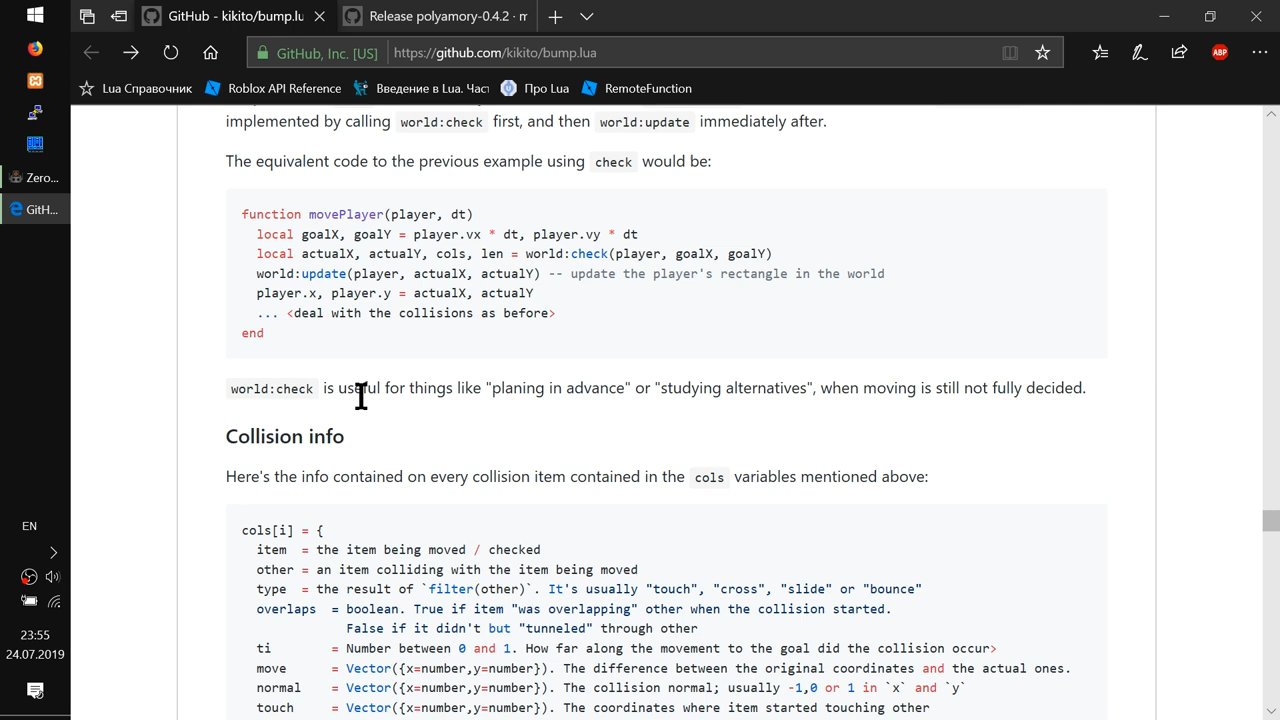 GitHub - kikito/bump.lu
Release polyamory-0.4.2 · m
GitHub, Inc. [US]
https://github.com/kikito/bump.lua
ABP
Lua Справочник
Roblox API Reference
Введение в Lua. Част
Про Lua
RemoteFunction
Zero...
GitH...
EN
23:55
24.07.2019
implemented by calling world:check first, and then world:update immediately after.
The equivalent code to the previous example using check would be:
function movePlayer(player, dt)
local goalX, goalY = player.vx * dt, player.vy * dt
local actualX, actualY, cols, len = world:check(player, goalX, goalY)
world:update(player, actualX, actualY) -- update the player's rectangle in the world
player.x, player.y = actualX, actualY
... <deal with the collisions as before>
end
world:check is useful for things like "planing in advance" or "studying alternatives", when moving is still not fully decided.
Collision info
Here's the info contained on every collision item contained in the cols variables mentioned above:
cols[i] = {
item = the item being moved / checked
other = an item colliding with the item being moved
type = the result of `filter(other)`. It's usually "touch", "cross", "slide" or "bounce"
overlaps = boolean. True if item "was overlapping" other when the collision started.
False if it didn't but "tunneled" through other
ti = Number between 0 and 1. How far along the movement to the goal did the collision occur>
move = Vector({x=number,y=number}). The difference between the original coordinates and the actual ones.
normal = Vector({x=number,y=number}). The collision normal; usually -1,0 or 1 in `x` and `y`
touch = Vector({x=number,y=number}). The coordinates where item started touching other